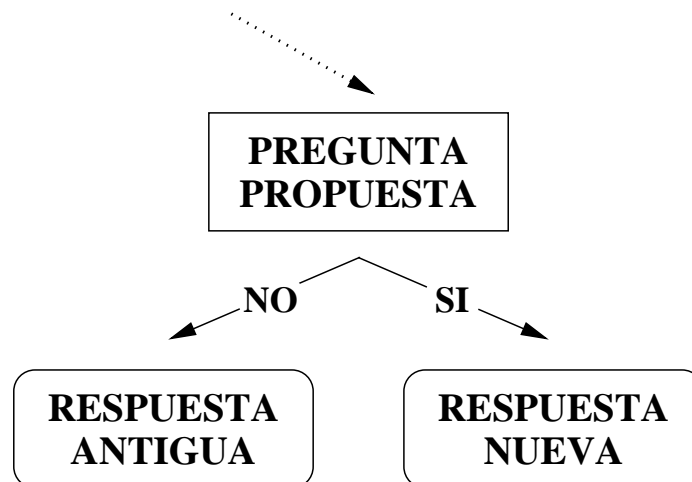 PREGUNTA
PROPUESTA
NO
SI
RESPUESTA
ANTIGUA
RESPUESTA
NUEVA